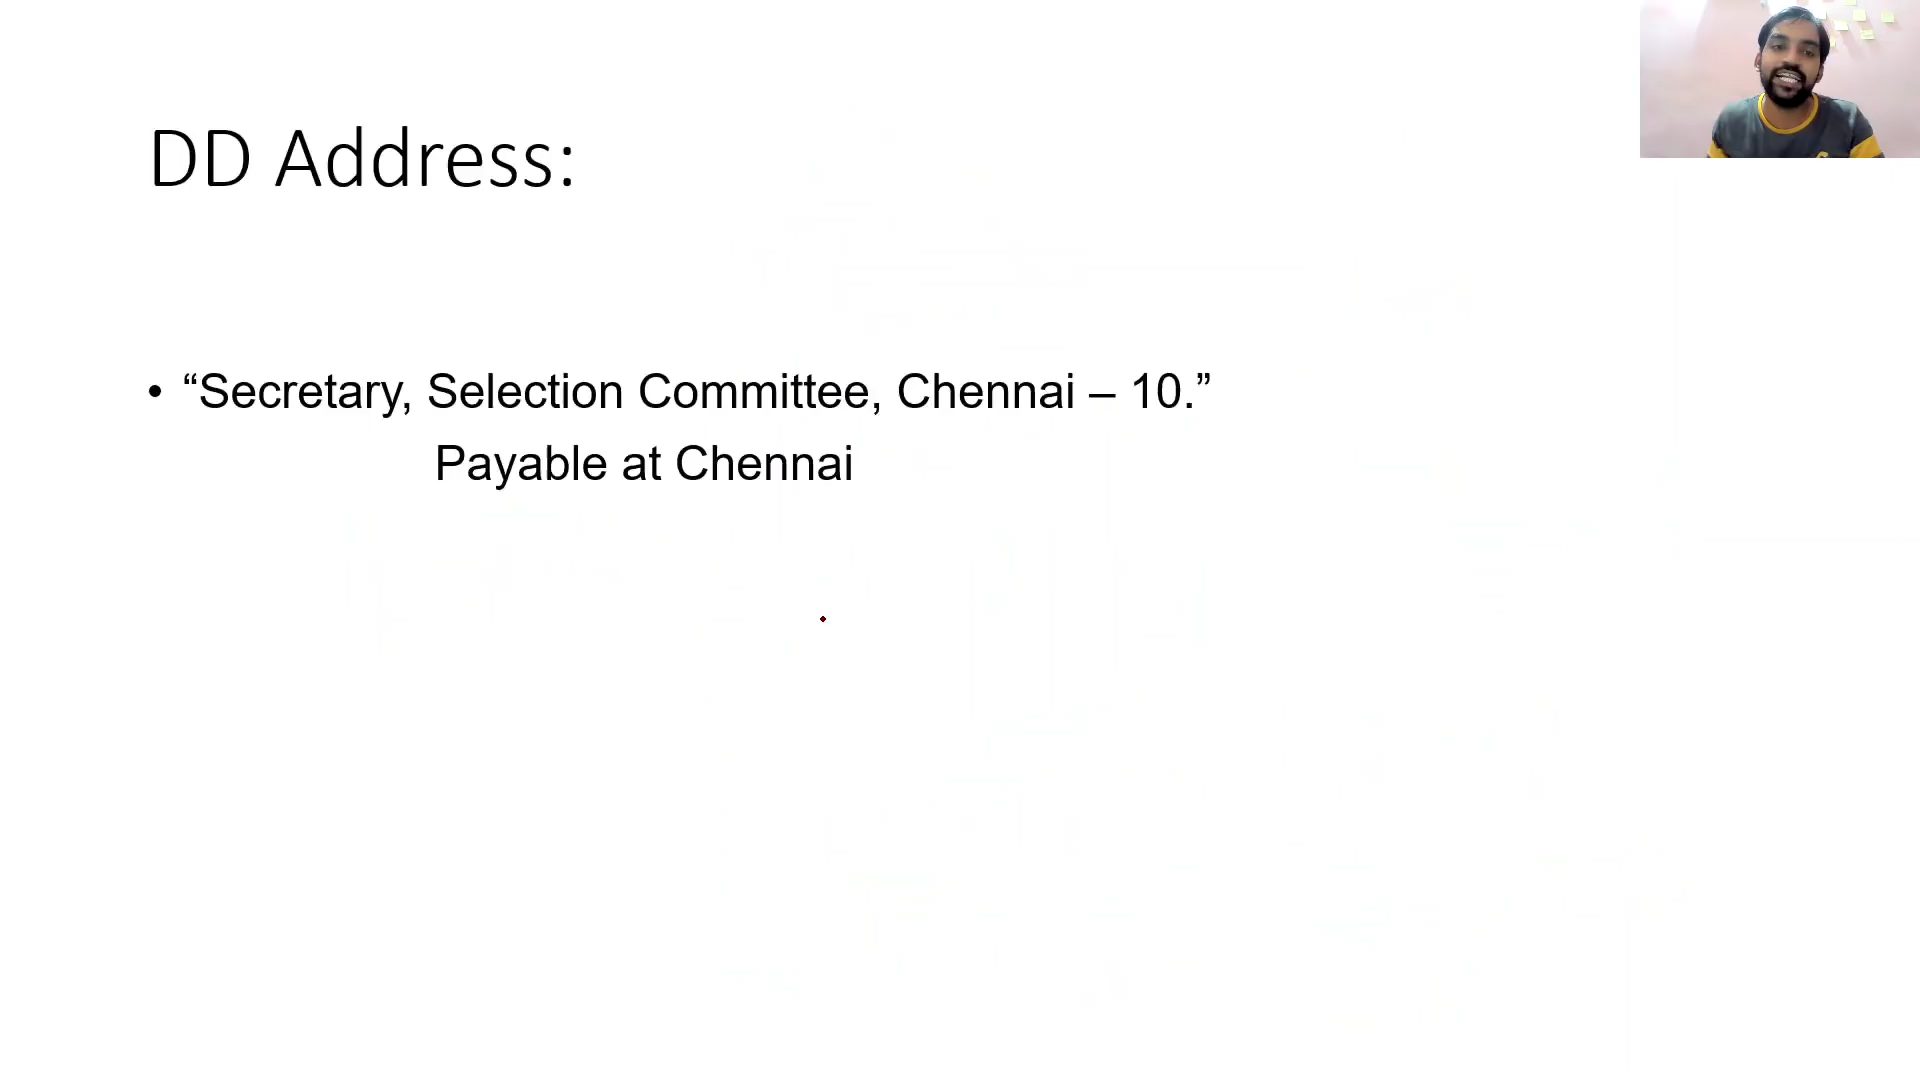 DD Address:
• “Secretary, Selection Committee, Chennai – 10.”
Payable at Chennai